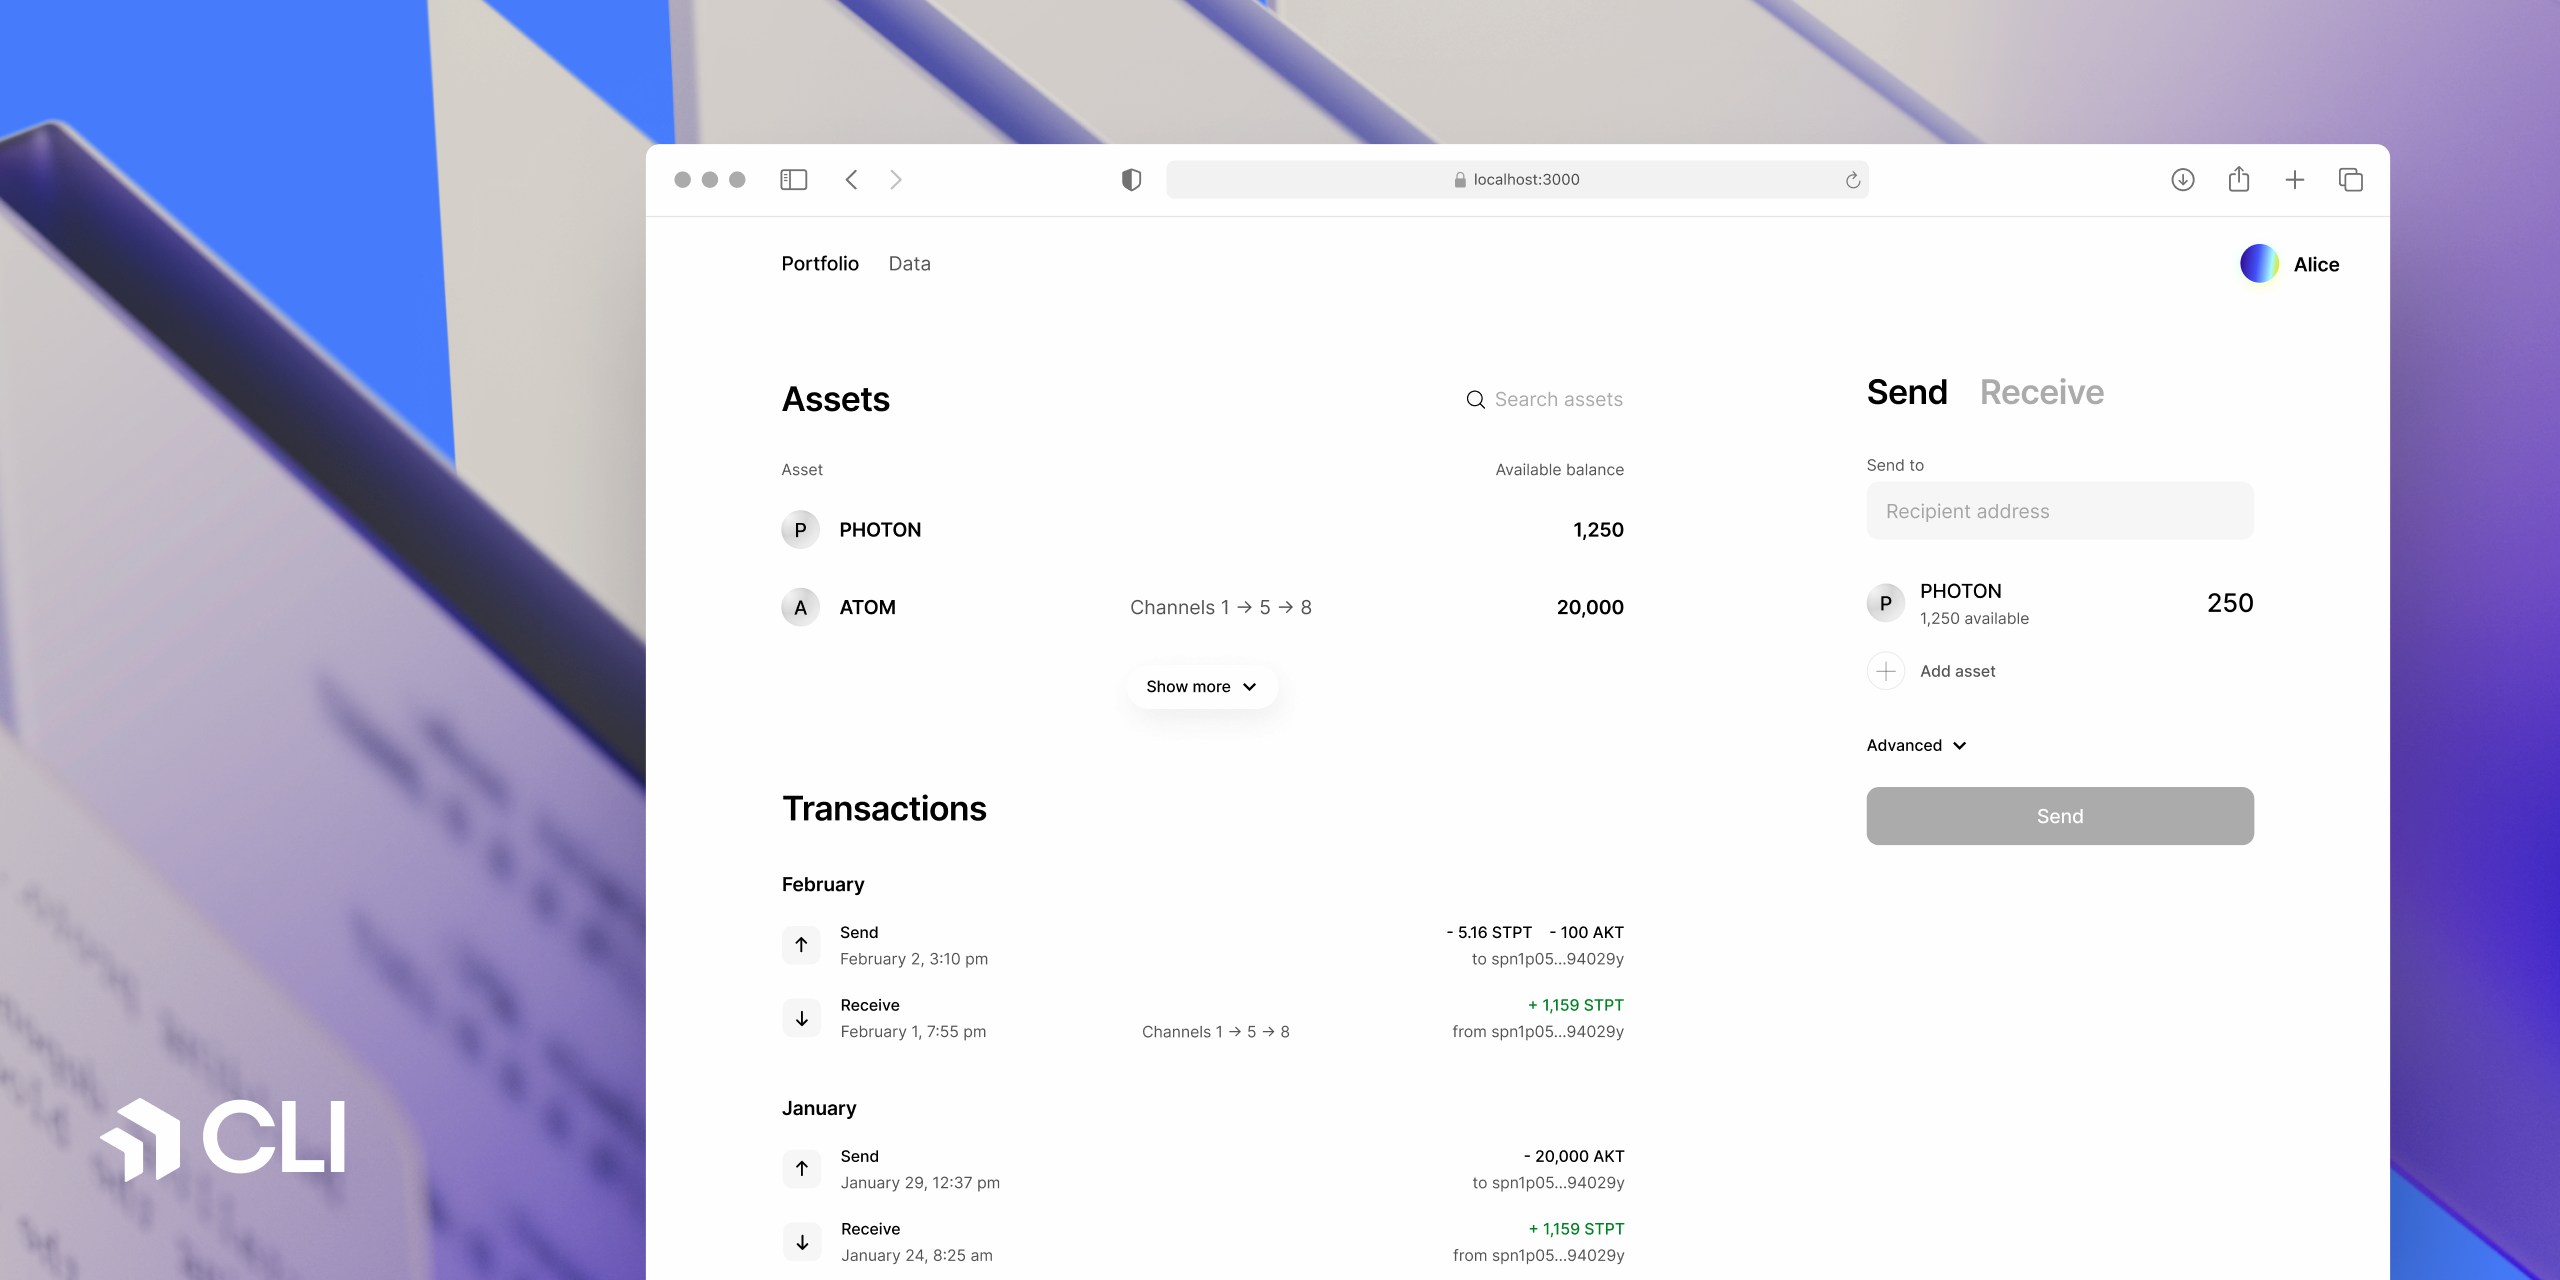 localhost:3000
Portfolio Data
Alice
Assets
Search assets
Asset Available balance
P PHOTON 1,250
A ATOM Channels 1 → 5 → 8 20,000
Show more
Transactions
February
Send - 5.16 STPT - 100 AKT
February 2, 3:10 pm to spn1p05...94029y
Receive + 1,159 STPT
February 1, 7:55 pm Channels 1 → 5 → 8 from spn1p05...94029y
January
Send - 20,000 AKT
January 29, 12:37 pm to spn1p05...94029y
Receive + 1,159 STPT
January 24, 8:25 am from spn1p05...94029y
Send Receive
Send to
Recipient address
P PHOTON 250
1,250 available
Add asset
Advanced
Send
CLI